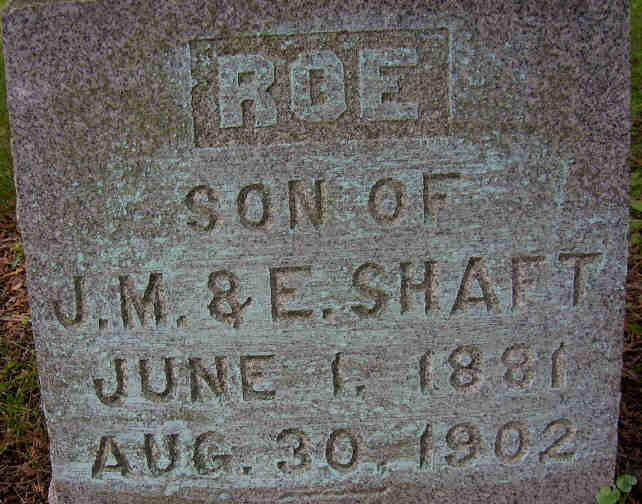 ROE
SON OF
J.M. & E. SHAFT
JUNE 1, 1881
AUG. 30, 1902